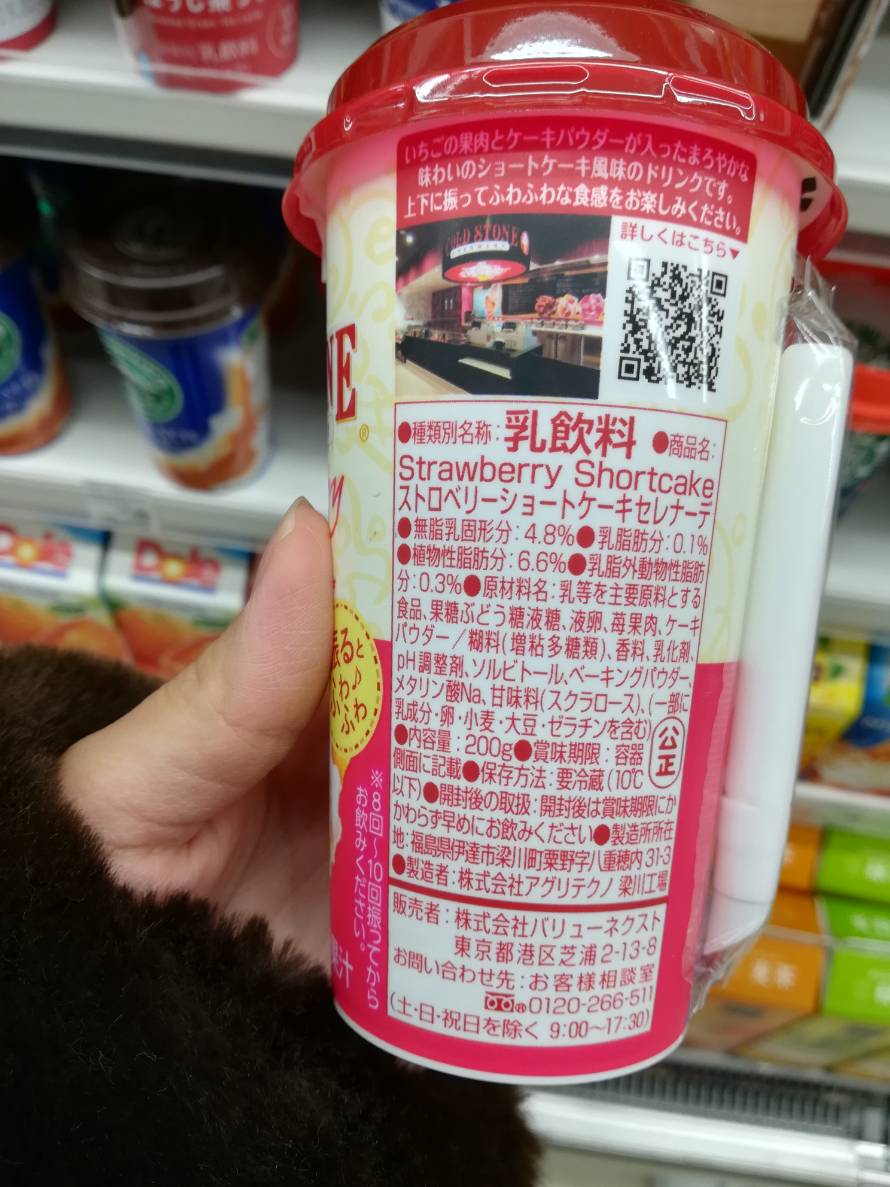 いちごの果肉とケーキパウダーが入ったまろやかな
味わいのショートケーキ風味のドリンクです。
上下に振ってふわふわな食感をお楽しみください。
COLD STONE
詳しくはこちら▼
NE
®
●種類別名称:乳飲料 ●商品名:
Strawberry Shortcake
ストロベリーショートケーキセレナーデ
●無脂乳固形分:4.8%●乳脂肪分:0.1%
●植物性脂肪分:6.6%●乳脂外動物性脂肪
分:0.3%●原材料名:乳等を主要原料とする
食品、果糖ぶどう糖液糖、液卵、苺果肉、ケーキ
パウダー/糊料(増粘多糖類)、香料、乳化剤、
pH調整剤、ソルビトール、ベーキングパウダー、
メタリン酸Na、甘味料(スクラロース)、(一部に
乳成分・卵・小麦・大豆・ゼラチンを含む)
公正
●内容量:200g●賞味期限:容器
側面に記載●保存方法:要冷蔵(10℃
以下)●開封後の取扱:開封後は賞味期限にか
かわらず早めにお飲みください●製造所所在
地:福島県伊達市梁川町粟野字八重穂内31-3
●製造者:株式会社アグリテクノ 梁川工場
販売者:株式会社バリューネクスト
東京都港区芝浦2-13-8
お問い合わせ先:お客様相談室
0120-266-511
(土・日・祝日を除く 9:00~17:30)
振ると
ふわ♪
ふわ
※8回~10回振ってから
お飲みください。
果汁
乳飲料
Dole
Dole